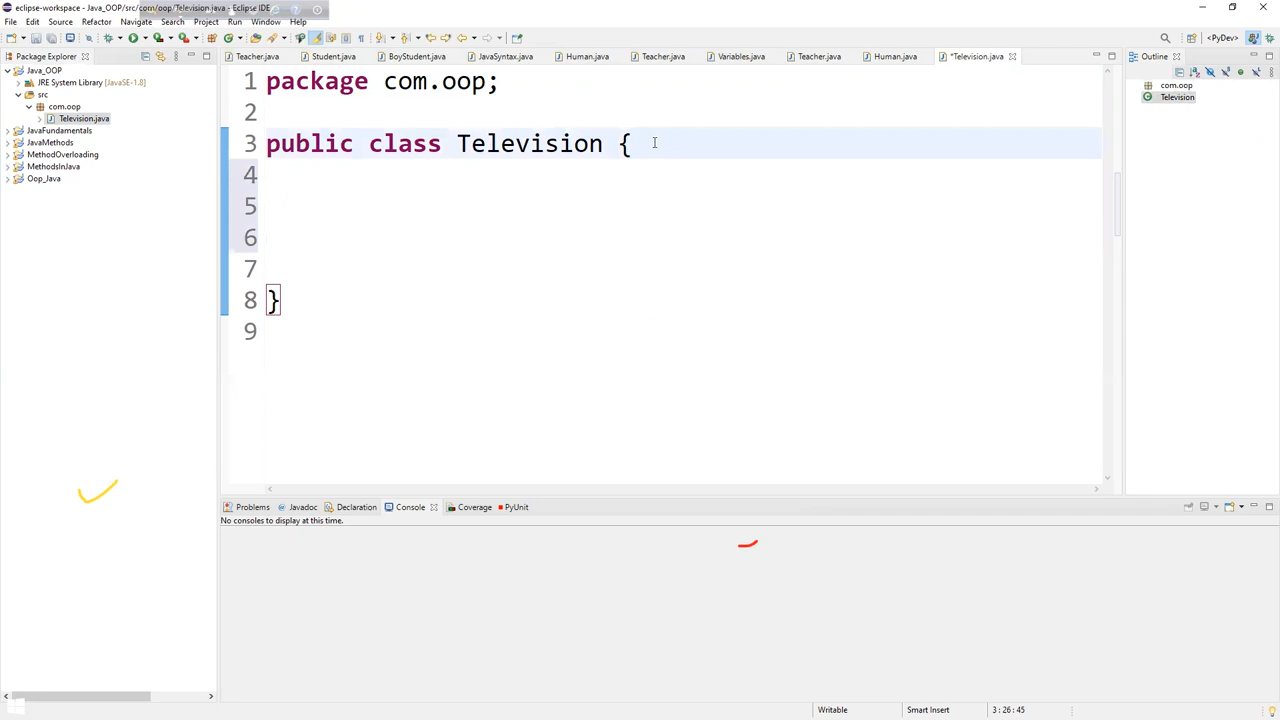 eclipse-workspace - Java_OOP/src/com/oop/Television.java - Eclipse IDE
File Edit Source Refactor Navigate Search Project Run Window Help
<PyDev>
Package Explorer
Teacher.java Student.java BoyStudent.java JavaSyntax.java Human.java Teacher.java Variables.java Teacher.java Human.java *Television.java
Outline
Java_OOP
JRE System Library [JavaSE-1.8]
src
com.oop
Television.java
JavaFundamentals
JavaMethods
MethodOverloading
MethodsInJava
Oop_Java
1 package com.oop;
2
3 public class Television {
4
5
6
7
8 }
9
com.oop
Television
Problems Javadoc Declaration Console Coverage PyUnit
No consoles to display at this time.
Writable Smart Insert 3 : 26 : 45